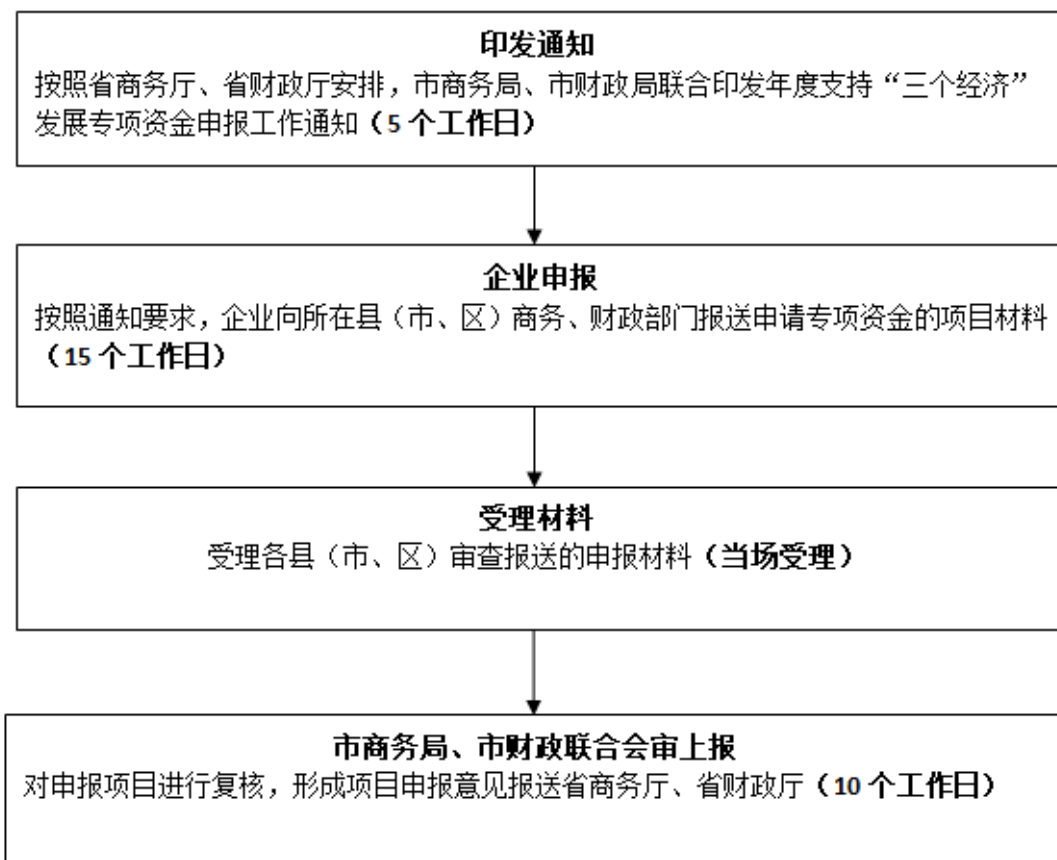 印发通知
按照省商务厅、省财政厅安排，市商务局、市财政局联合印发年度支持“三个经济”
发展专项资金申报工作通知（5 个工作日）
企业申报
按照通知要求，企业向所在县（市、区）商务、财政部门报送申请专项资金的项目材料
（15 个工作日）
受理材料
受理各县（市、区）审查报送的申报材料（当场受理）
市商务局、市财政联合会审上报
对申报项目进行复核，形成项目申报意见报送省商务厅、省财政厅（10 个工作日）